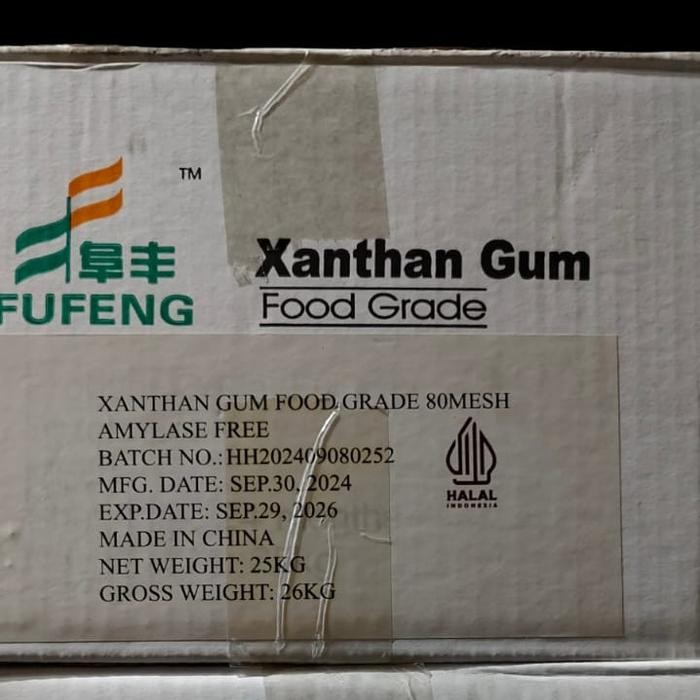 TM
阜丰
FUFENG
Xanthan Gum
Food Grade
XANTHAN GUM FOOD GRADE 80MESH
AMYLASE FREE
BATCH NO.:HH202409080252
MFG. DATE: SEP.30, 2024
EXP.DATE: SEP.29, 2026
MADE IN CHINA
NET WEIGHT: 25KG
GROSS WEIGHT: 26KG
HALAL
INDONESIA